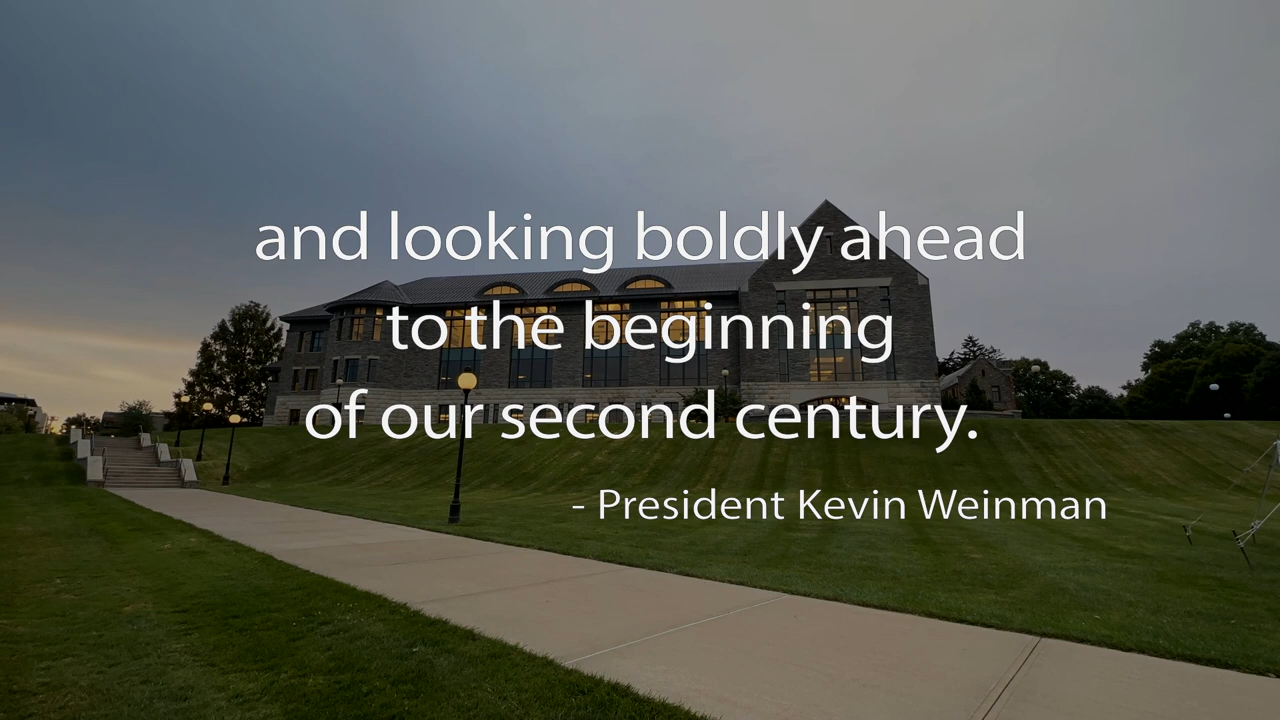 and looking boldly ahead
to the beginning
of our second century.
- President Kevin Weinman